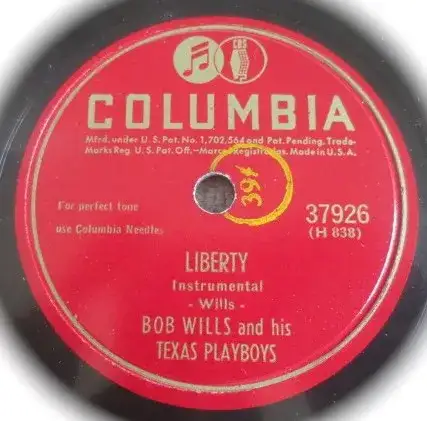 CBS
COLUMBIA
Mfrd. under U.S. Pat. No. 1,702,564 and Pat. Pending. Trade-
Marks Reg. U.S. Pat. Off.—Marcas Registradas. Made in U.S.A.
39¢
For perfect tone
use Columbia Needles
37926
(H 838)
LIBERTY
Instrumental
- Wills -
BOB WILLS and his
TEXAS PLAYBOYS